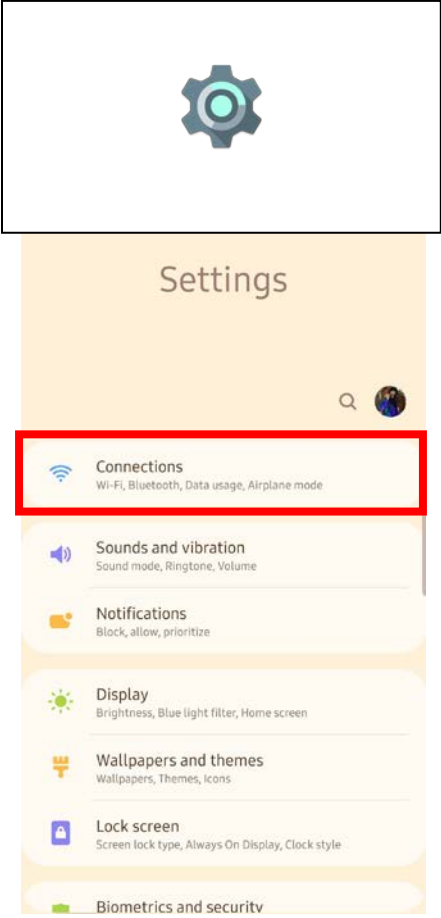 Settings
Connections
Wi-Fi, Bluetooth, Data usage, Airplane mode
Sounds and vibration
Sound mode, Ringtone, Volume
Notifications
Block, allow, prioritize
Display
Brightness, Blue light filter, Home screen
Wallpapers and themes
Wallpapers, Themes, Icons
Lock screen
Screen lock type, Always On Display, Clock style
Biometrics and security